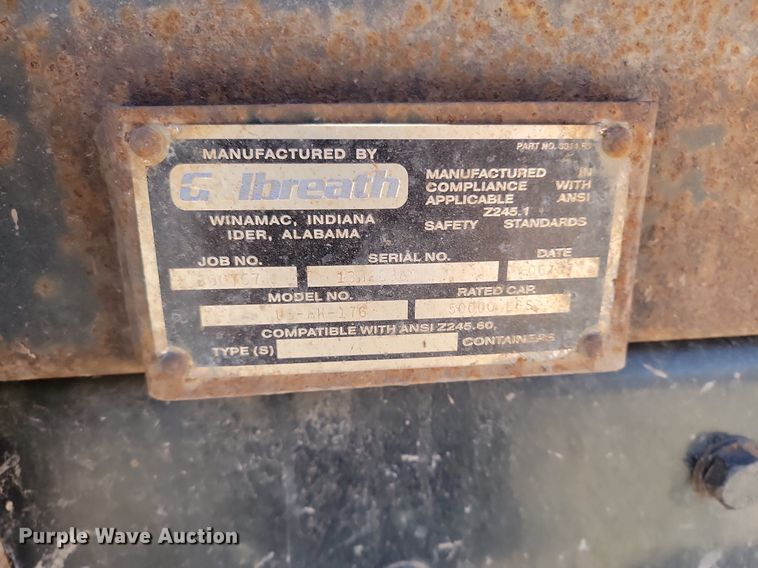 MANUFACTURED BY
G lbreath
WINAMAC, INDIANA
IDER, ALABAMA
PART NO.
MANUFACTURED IN
COMPLIANCE WITH
APPLICABLE ANSI
Z245.1
SAFETY STANDARDS
JOB NO. SERIAL NO. DATE
MODEL NO. RATED CAP.
-176 60000 LBS
COMPATIBLE WITH ANSI Z245.60,
TYPE (S) CONTAINERS
Purple Wave Auction®